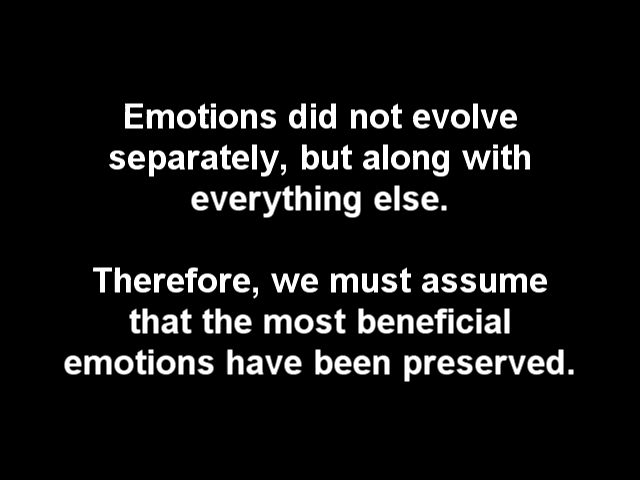 Emotions did not evolve
separately, but along with
everything else.
Therefore, we must assume
that the most beneficial
emotions have been preserved.